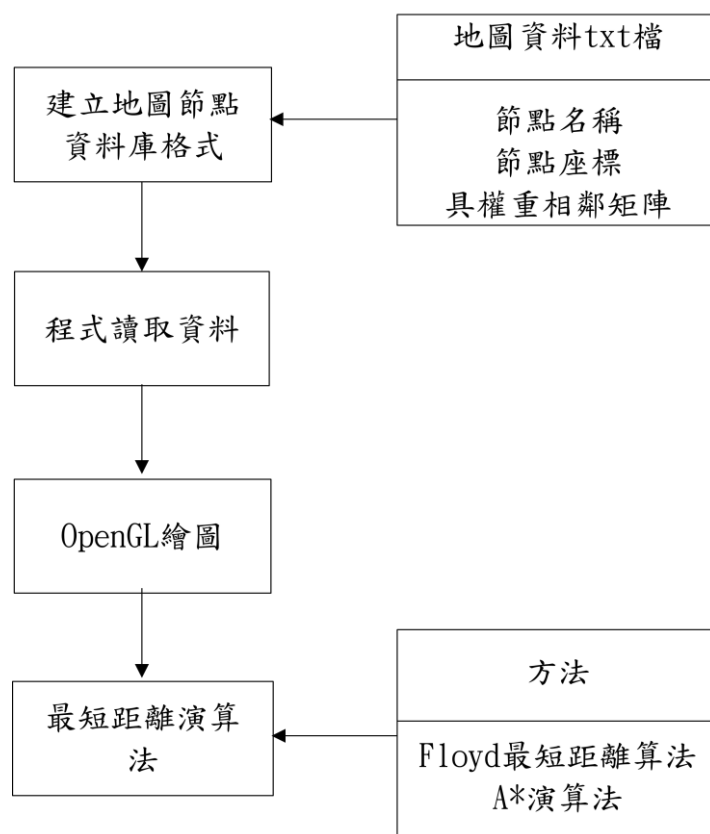 地圖資料txt檔
建立地圖節點
資料庫格式
節點名稱
節點座標
具權重相鄰矩陣
程式讀取資料
OpenGL繪圖
最短距離演算
法
方法
Floyd最短距離算法
A*演算法